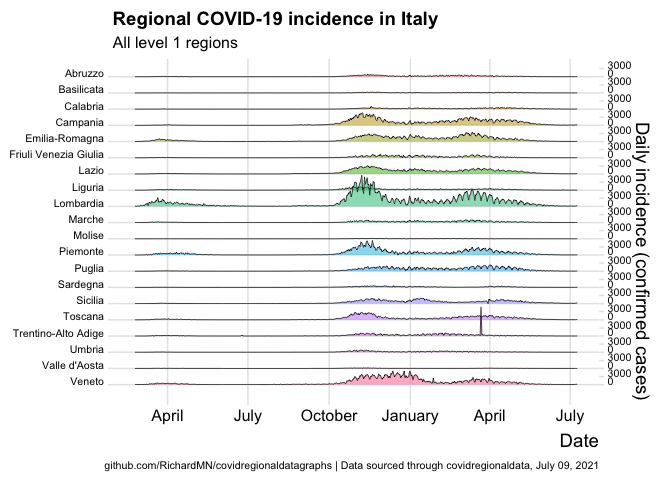 Regional COVID-19 incidence in Italy
All level 1 regions
Abruzzo
Basilicata
Calabria
Campania
Emilia-Romagna
Friuli Venezia Giulia
Lazio
Liguria
Lombardia
Marche
Molise
Piemonte
Puglia
Sardegna
Sicilia
Toscana
Trentino-Alto Adige
Umbria
Valle d'Aosta
Veneto
3000
0
3000
0
3000
0
3000
0
3000
0
3000
0
3000
0
3000
0
3000
0
3000
0
3000
0
3000
0
3000
0
3000
0
3000
0
3000
0
3000
0
3000
0
3000
0
3000
0
Daily incidence (confirmed cases)
April July October January April July
Date
github.com/RichardMN/covidregionaldatagraphs | Data sourced through covidregionaldata, July 09, 2021